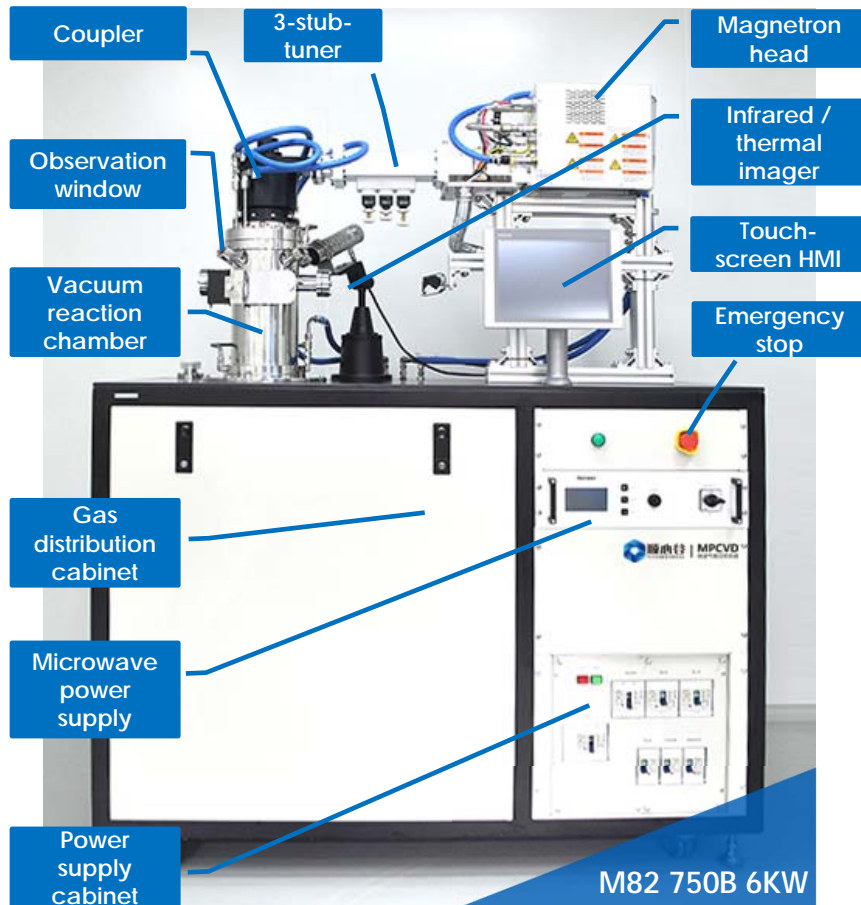 Coupler
3-stub-
tuner
Magnetron
head
Infrared /
thermal
imager
Observation
window
Touch-
screen HMI
Vacuum
reaction
chamber
Emergency
stop
Gas
distribution
cabinet
MPCVD
Microwave
power
supply
Power
supply
cabinet
M82 750B 6KW